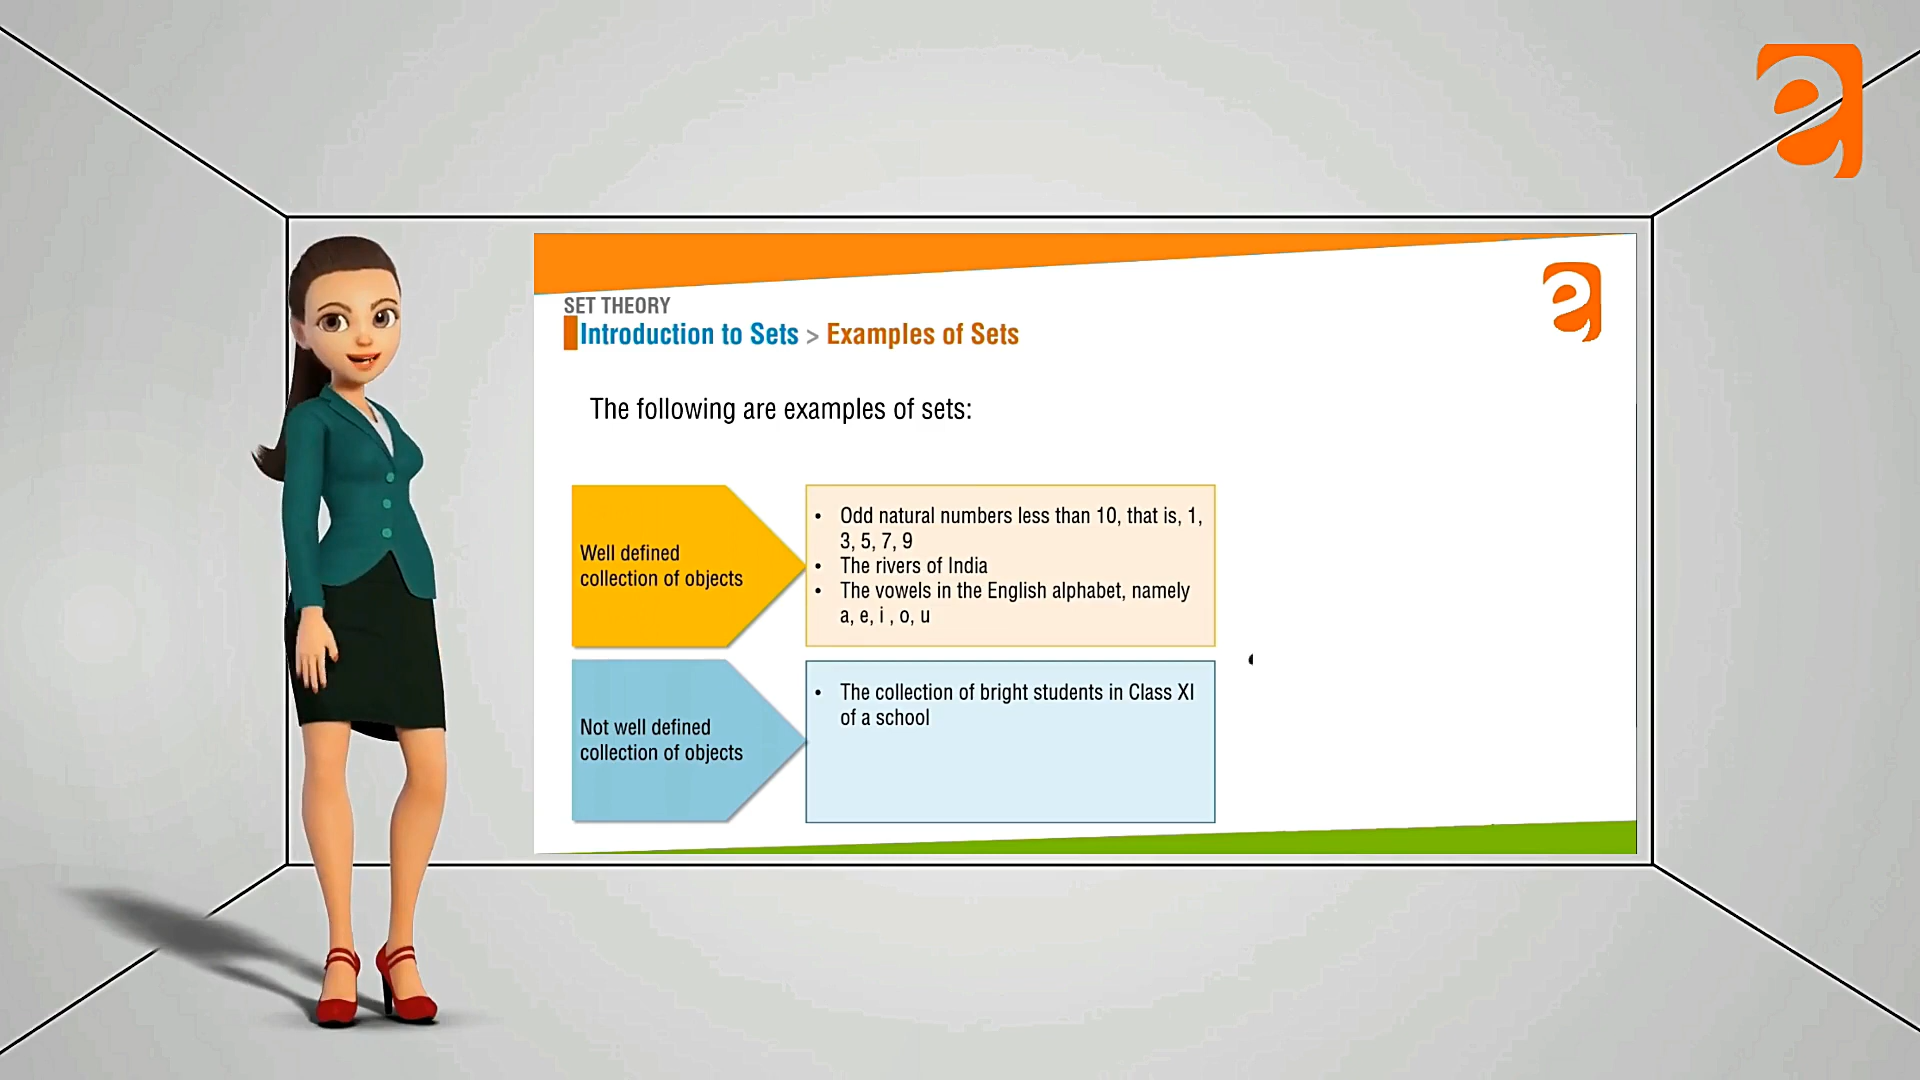 SET THEORY
Introduction to Sets > Examples of Sets
The following are examples of sets:
Well defined
collection of objects
• Odd natural numbers less than 10, that is, 1,
3, 5, 7, 9
• The rivers of India
• The vowels in the English alphabet, namely
a, e, i , o, u
Not well defined
collection of objects
• The collection of bright students in Class XI
of a school